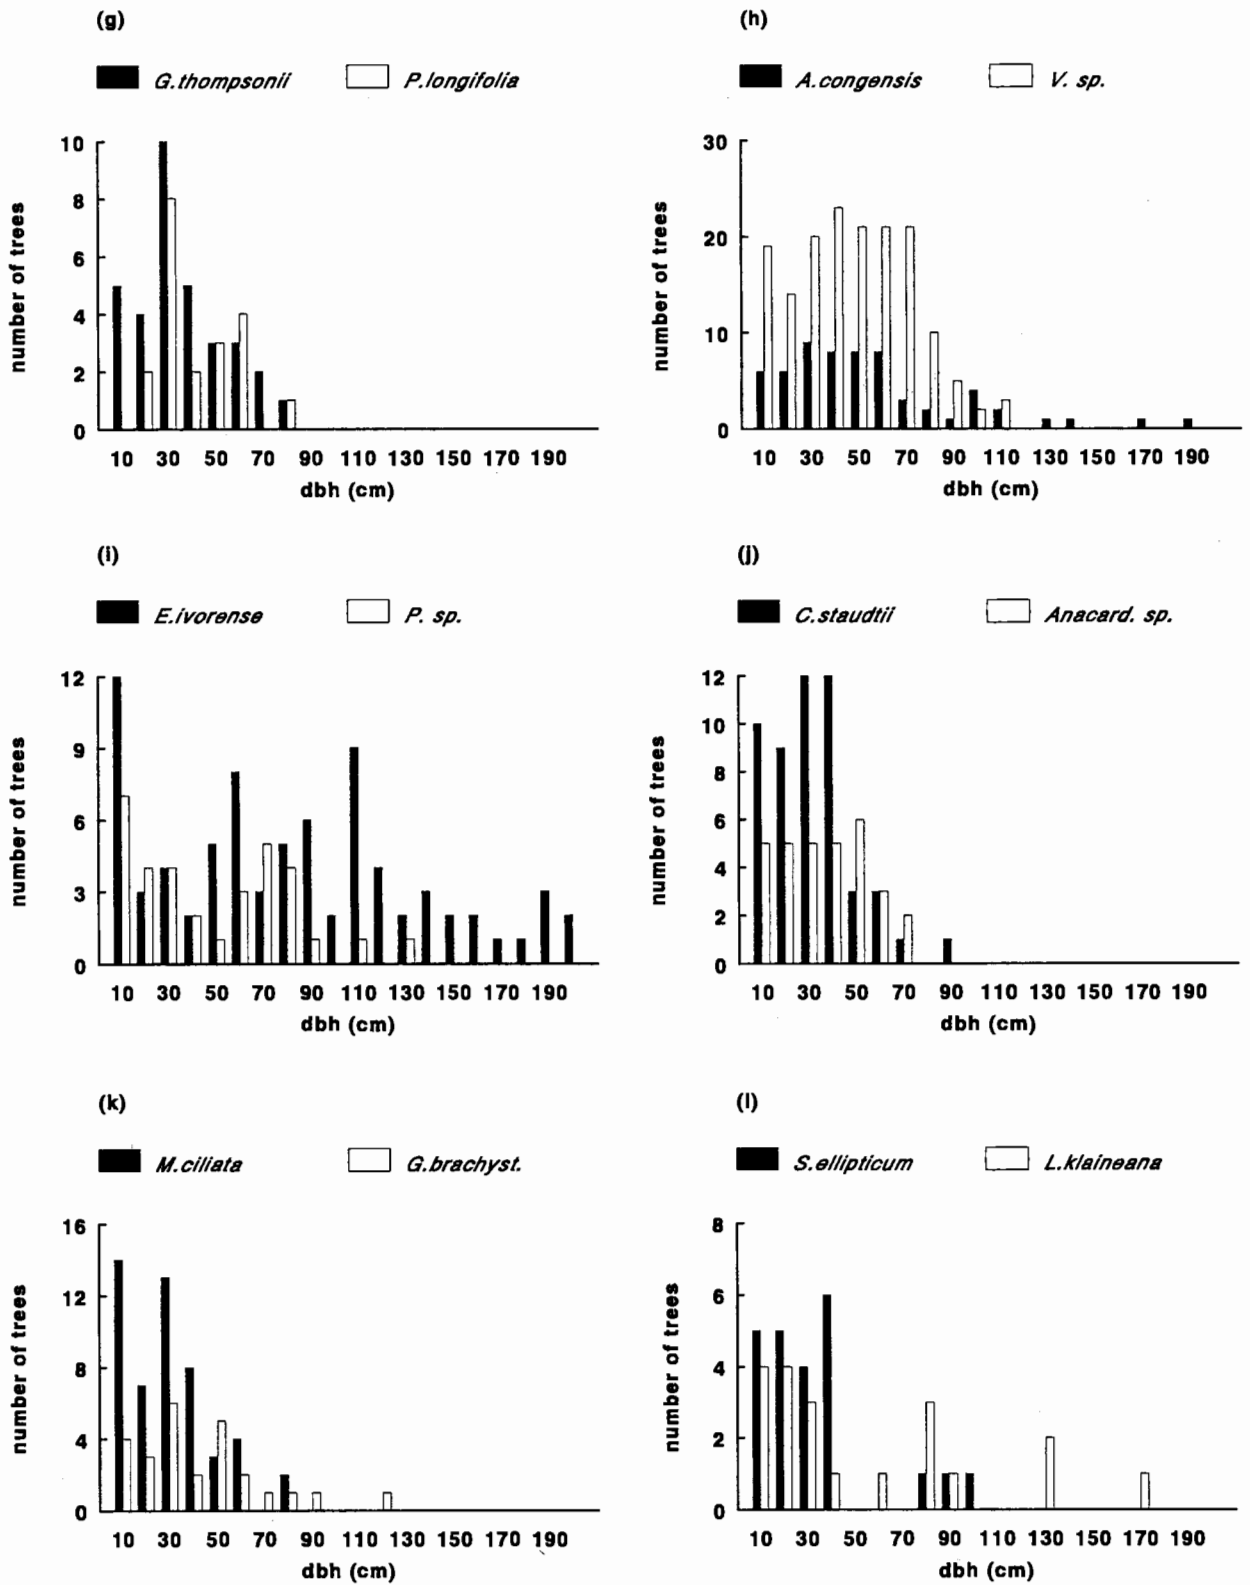 (g)
G.thompsonii P.longifolia
10
8
6
4
2
0
number of trees
10 30 50 70 90 110 130 150 170 190
dbh (cm)
(h)
A.congensis V. sp.
30
20
10
0
number of trees
10 30 50 70 90 110 130 150 170 190
dbh (cm)
(i)
E.ivorense P. sp.
12
9
6
3
0
number of trees
10 30 50 70 90 110 130 150 170 190
dbh (cm)
(j)
C.staudtii Anacard. sp.
12
10
8
6
4
2
0
number of trees
10 30 50 70 90 110 130 150 170 190
dbh (cm)
(k)
M.ciliata G.brachyst.
16
12
8
4
0
number of trees
10 30 50 70 90 110 130 150 170 190
dbh (cm)
(l)
S.ellipticum L.klaineana
8
6
4
2
0
number of trees
10 30 50 70 90 110 130 150 170 190
dbh (cm)